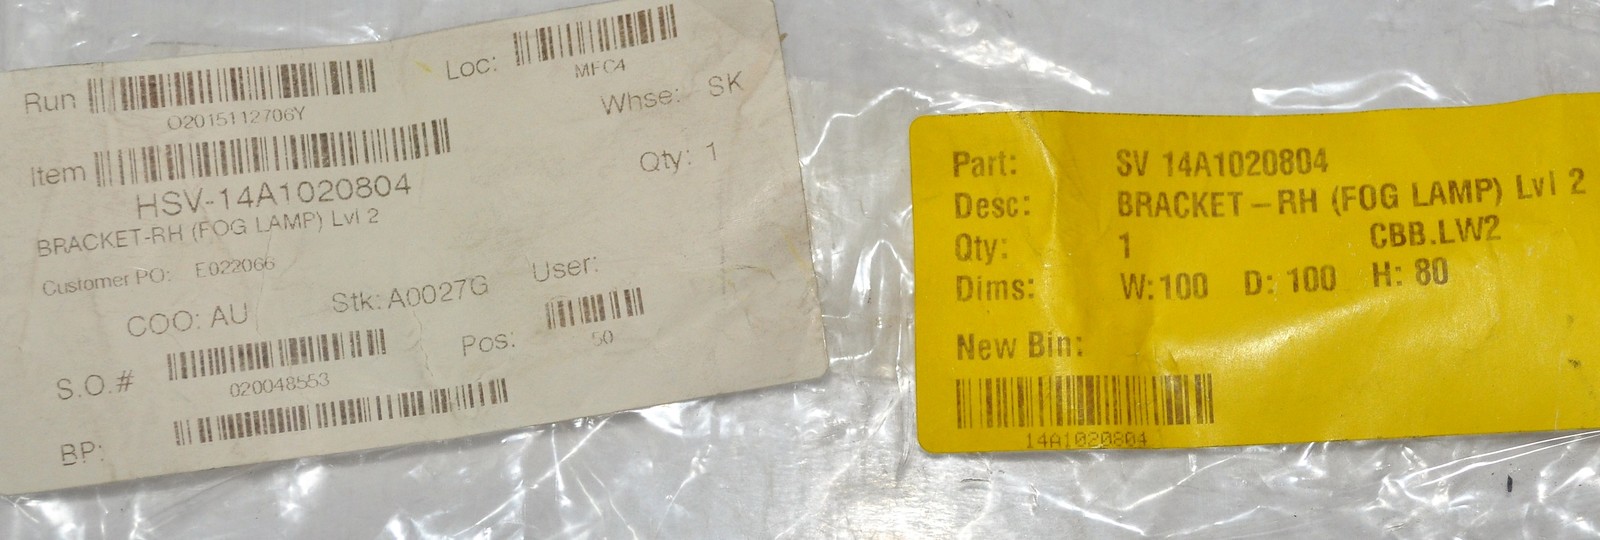 Run
O2015112706Y
Loc:
MFC4
Whse: SK
Item
HSV-14A1020804
Qty: 1
BRACKET-RH (FOG LAMP) Lvl 2
Customer PO: E022066
COO: AU
Stk: A0027G
User:
S.O.#
020048553
Pos:
50
BP:
Part: SV 14A1020804
Desc: BRACKET-RH (FOG LAMP) Lvl 2
Qty: 1 CBB.LW2
Dims: W:100 D: 100 H: 80
New Bin:
14A1020804